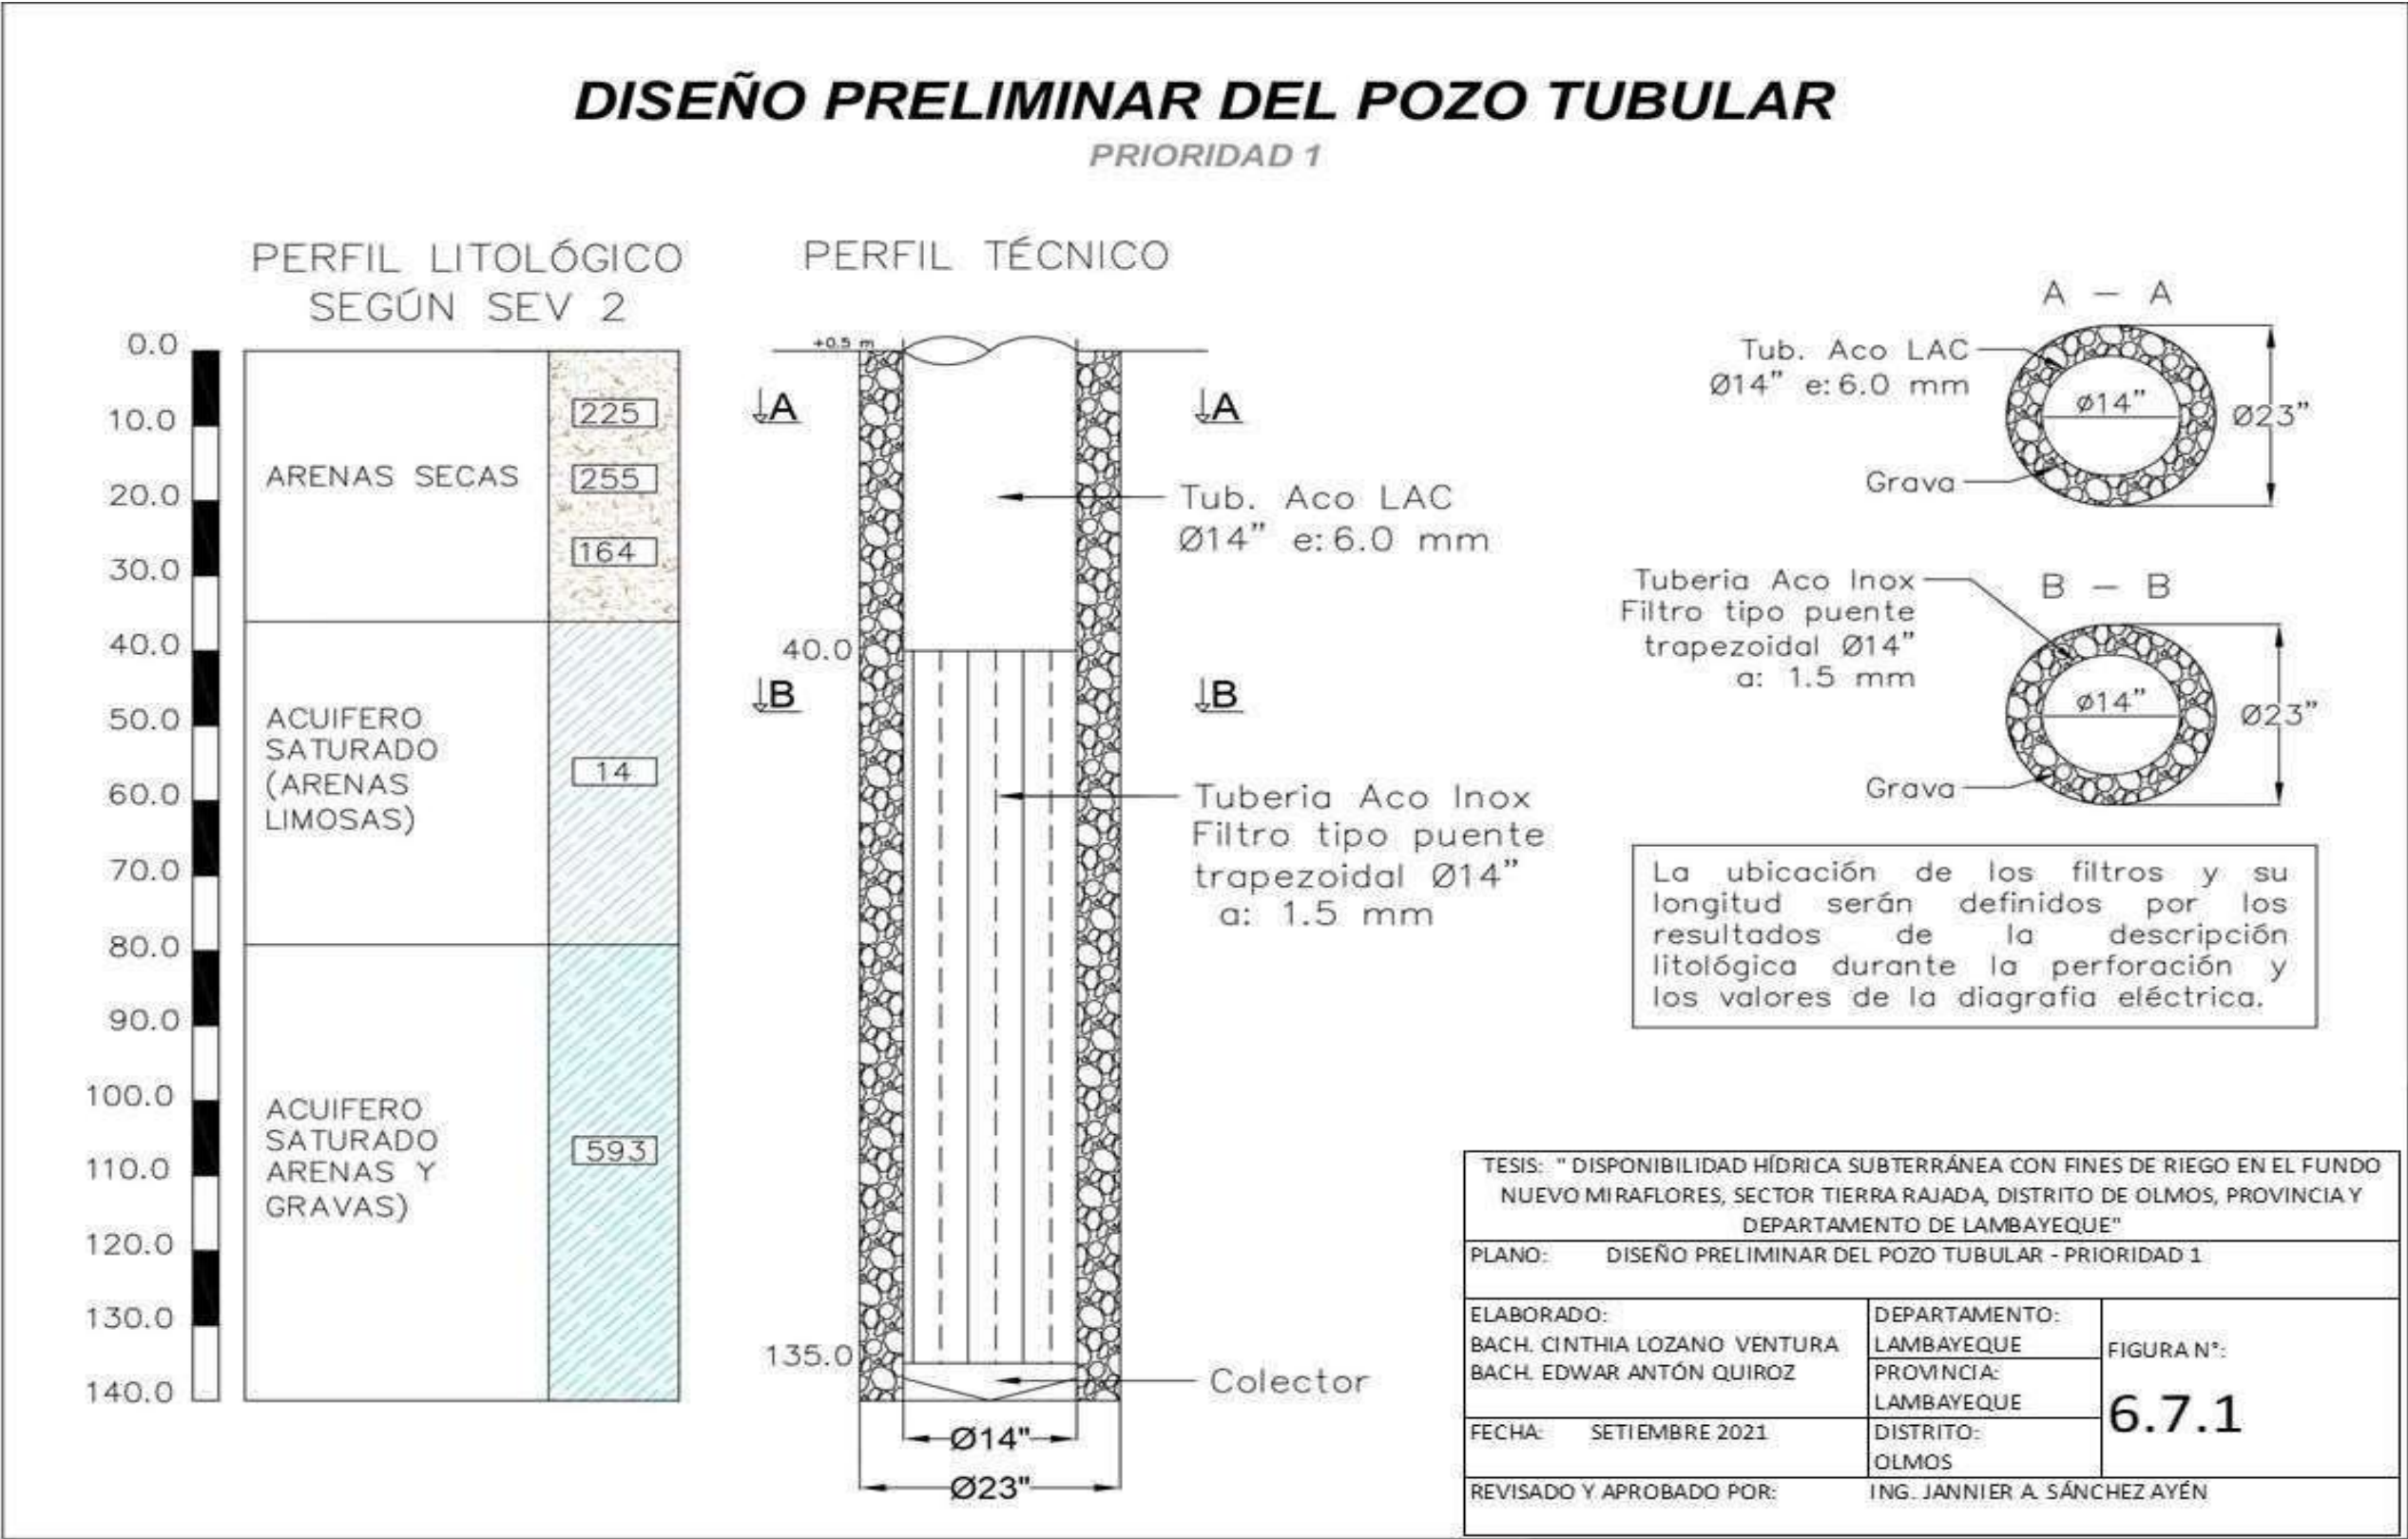 DISEÑO PRELIMINAR DEL POZO TUBULAR
PRIORIDAD 1
PERFIL LITOLÓGICO
SEGÚN SEV 2
0.0
10.0
20.0
30.0
40.0
50.0
60.0
70.0
80.0
90.0
100.0
110.0
120.0
130.0
140.0
ARENAS SECAS
225
255
164
ACUIFERO
SATURADO
(ARENAS
LIMOSAS)
14
ACUIFERO
SATURADO
ARENAS Y
GRAVAS)
593
PERFIL TÉCNICO
+0.5 m
A
A
Tub. Aco LAC
Ø14" e:6.0 mm
40.0
B
B
Tuberia Aco Inox
Filtro tipo puente
trapezoidal Ø14"
a: 1.5 mm
135.0
Colector
Ø14"
Ø23"
A – A
Tub. Aco LAC
Ø14" e:6.0 mm
Ø14"
Ø23"
Grava
B – B
Tuberia Aco Inox
Filtro tipo puente
trapezoidal Ø14"
a: 1.5 mm
Ø14"
Ø23"
Grava
La ubicación de los filtros y su
longitud serán definidos por los
resultados de la descripción
litológica durante la perforación y
los valores de la diagrafia eléctrica.
TESIS: " DISPONIBILIDAD HÍDRICA SUBTERRÁNEA CON FINES DE RIEGO EN EL FUNDO
NUEVO MIRAFLORES, SECTOR TIERRA RAJADA, DISTRITO DE OLMOS, PROVINCIA Y
DEPARTAMENTO DE LAMBAYEQUE"
PLANO: DISEÑO PRELIMINAR DEL POZO TUBULAR - PRIORIDAD 1
ELABORADO:
BACH. CINTHIA LOZANO VENTURA
BACH. EDWAR ANTÓN QUIROZ
DEPARTAMENTO:
LAMBAYEQUE
PROVINCIA:
LAMBAYEQUE
FIGURA N°:
6.7.1
FECHA: SETIEMBRE 2021
DISTRITO:
OLMOS
REVISADO Y APROBADO POR: ING. JANNIER A. SÁNCHEZ AYÉN